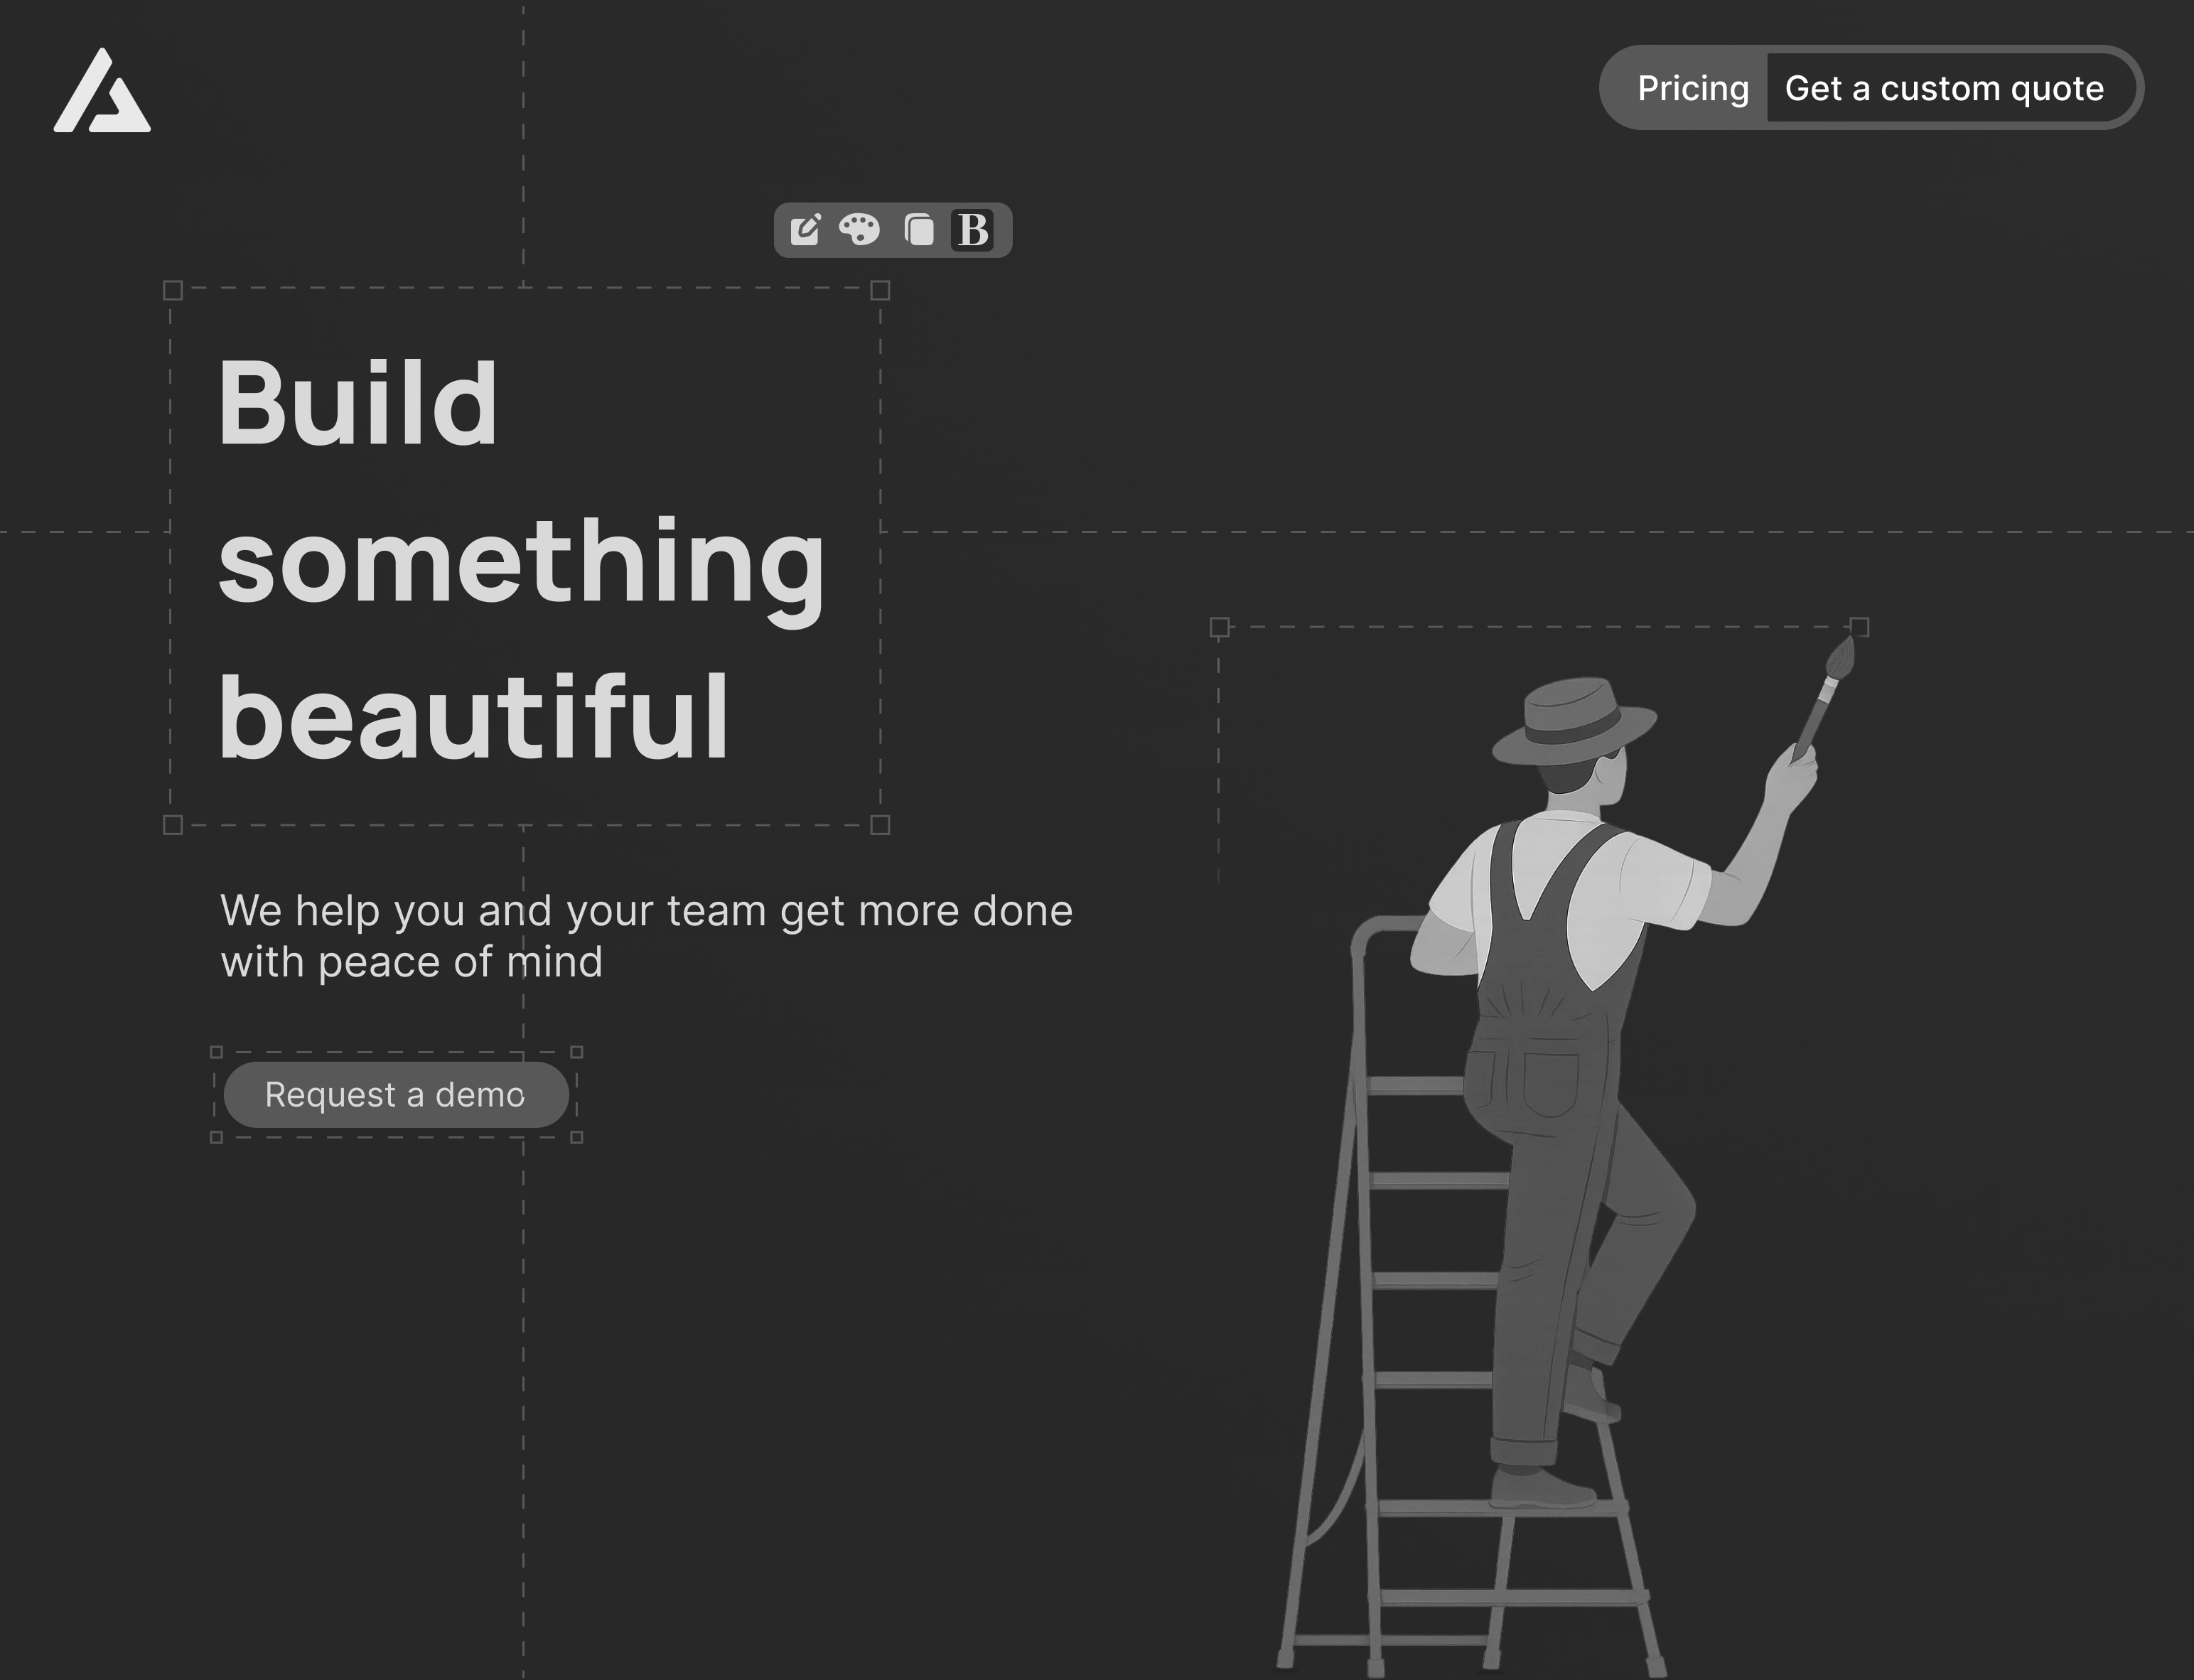 Pricing
Get a custom quote
B
Build
something
beautiful
We help you and your team get more done
with peace of mind
Request a demo